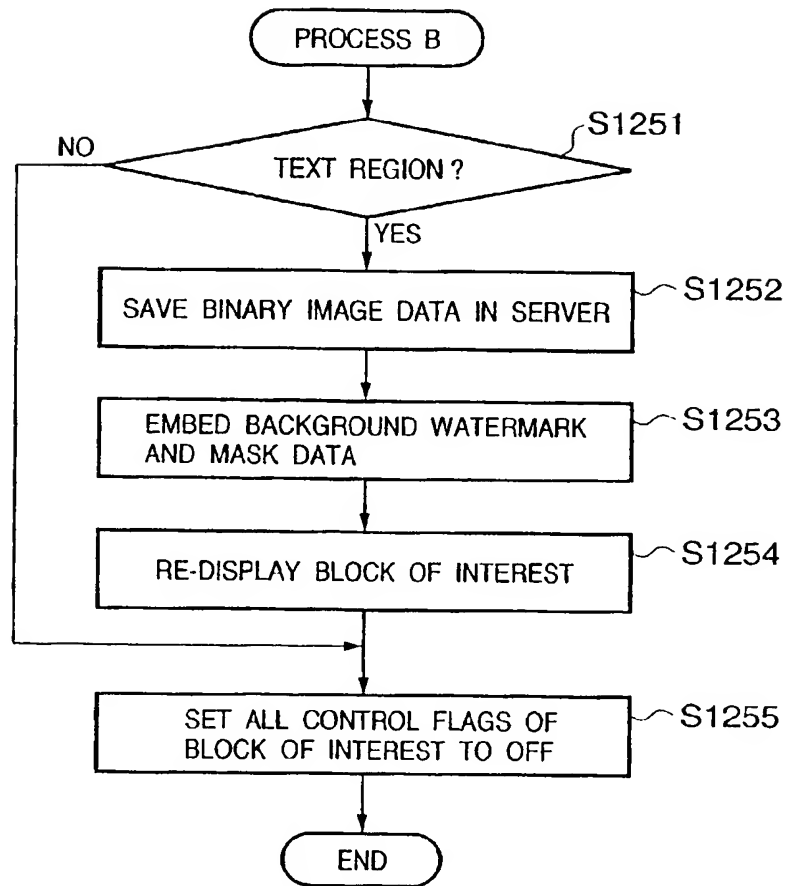 PROCESS B
S1251
NO
TEXT REGION ?
YES
S1252
SAVE BINARY IMAGE DATA IN SERVER
S1253
EMBED BACKGROUND WATERMARK
AND MASK DATA
S1254
RE-DISPLAY BLOCK OF INTEREST
S1255
SET ALL CONTROL FLAGS OF
BLOCK OF INTEREST TO OFF
END